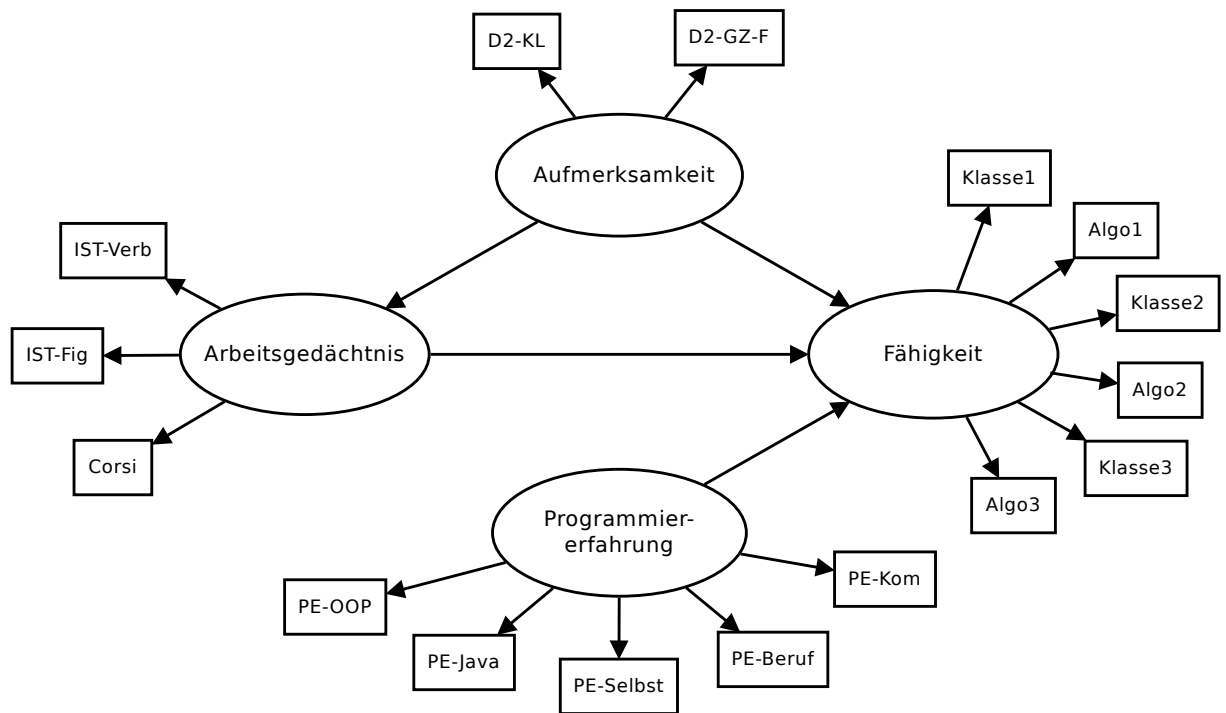 D2-KL
D2-GZ-F
Aufmerksamkeit
Klasse1
Algo1
IST-Verb
Klasse2
IST-Fig
Arbeitsgedächtnis
Fähigkeit
Algo2
Corsi
Klasse3
Algo3
Programmier-
erfahrung
PE-Kom
PE-OOP
PE-Java
PE-Beruf
PE-Selbst